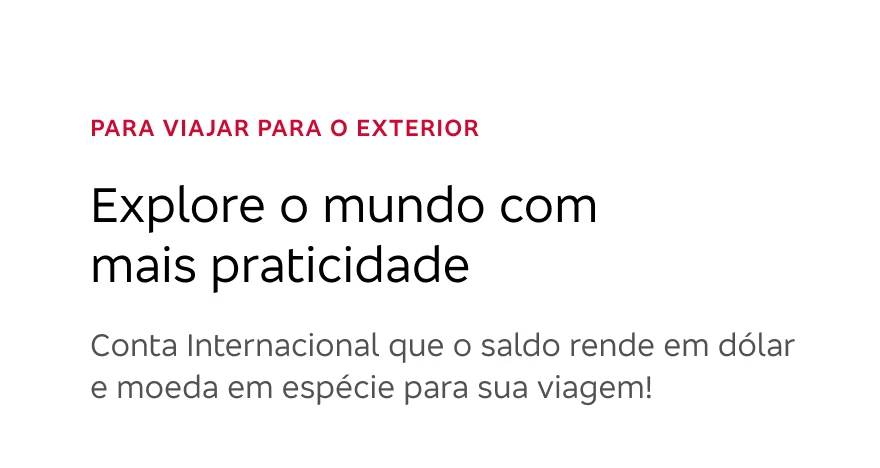 PARA VIAJAR PARA O EXTERIOR
Explore o mundo com
mais praticidade
Conta Internacional que o saldo rende em dólar
e moeda em espécie para sua viagem!